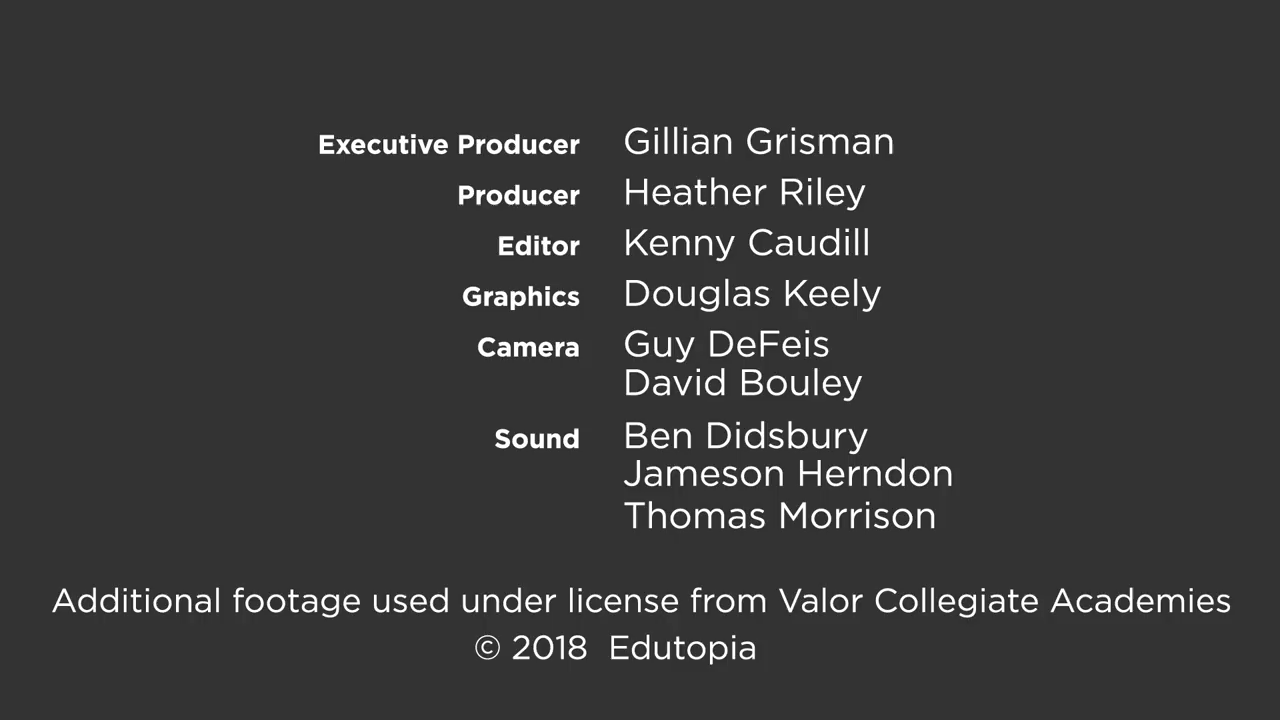 Executive Producer Gillian Grisman
Producer Heather Riley
Editor Kenny Caudill
Graphics Douglas Keely
Camera Guy DeFeis
David Bouley
Sound Ben Didsbury
Jameson Herndon
Thomas Morrison
Additional footage used under license from Valor Collegiate Academies
© 2018 Edutopia